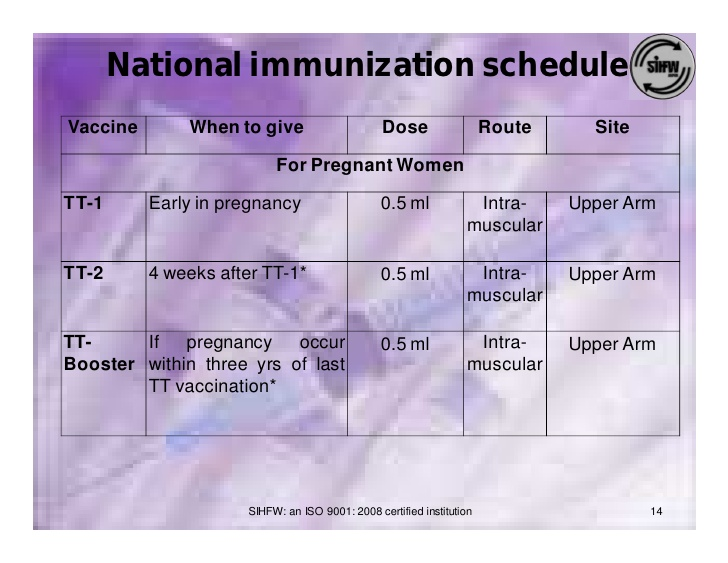 National immunization schedule
SIHFW
Vaccine When to give Dose Route Site
For Pregnant Women
TT-1 Early in pregnancy 0.5 ml Intra- Upper Arm
muscular
TT-2 4 weeks after TT-1* 0.5 ml Intra- Upper Arm
muscular
TT- If pregnancy occur 0.5 ml Intra- Upper Arm
Booster within three yrs of last muscular
TT vaccination*
SIHFW: an ISO 9001: 2008 certified institution 14